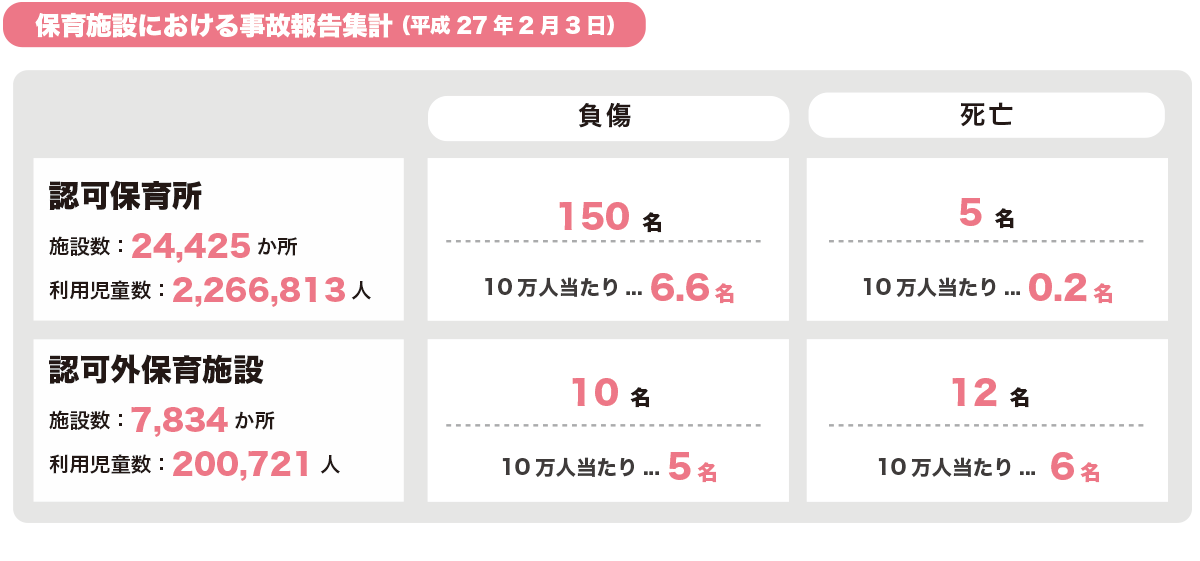 保育施設における事故報告集計（平成 27 年 2 月 3 日）
負傷
死亡
認可保育所
施設数：24,425 か所
利用児童数：2,266,813 人
150 名
10 万人当たり ... 6.6 名
5 名
10 万人当たり ... 0.2 名
認可外保育施設
施設数：7,834 か所
利用児童数：200,721 人
10 名
10 万人当たり ... 5 名
12 名
10 万人当たり ... 6 名